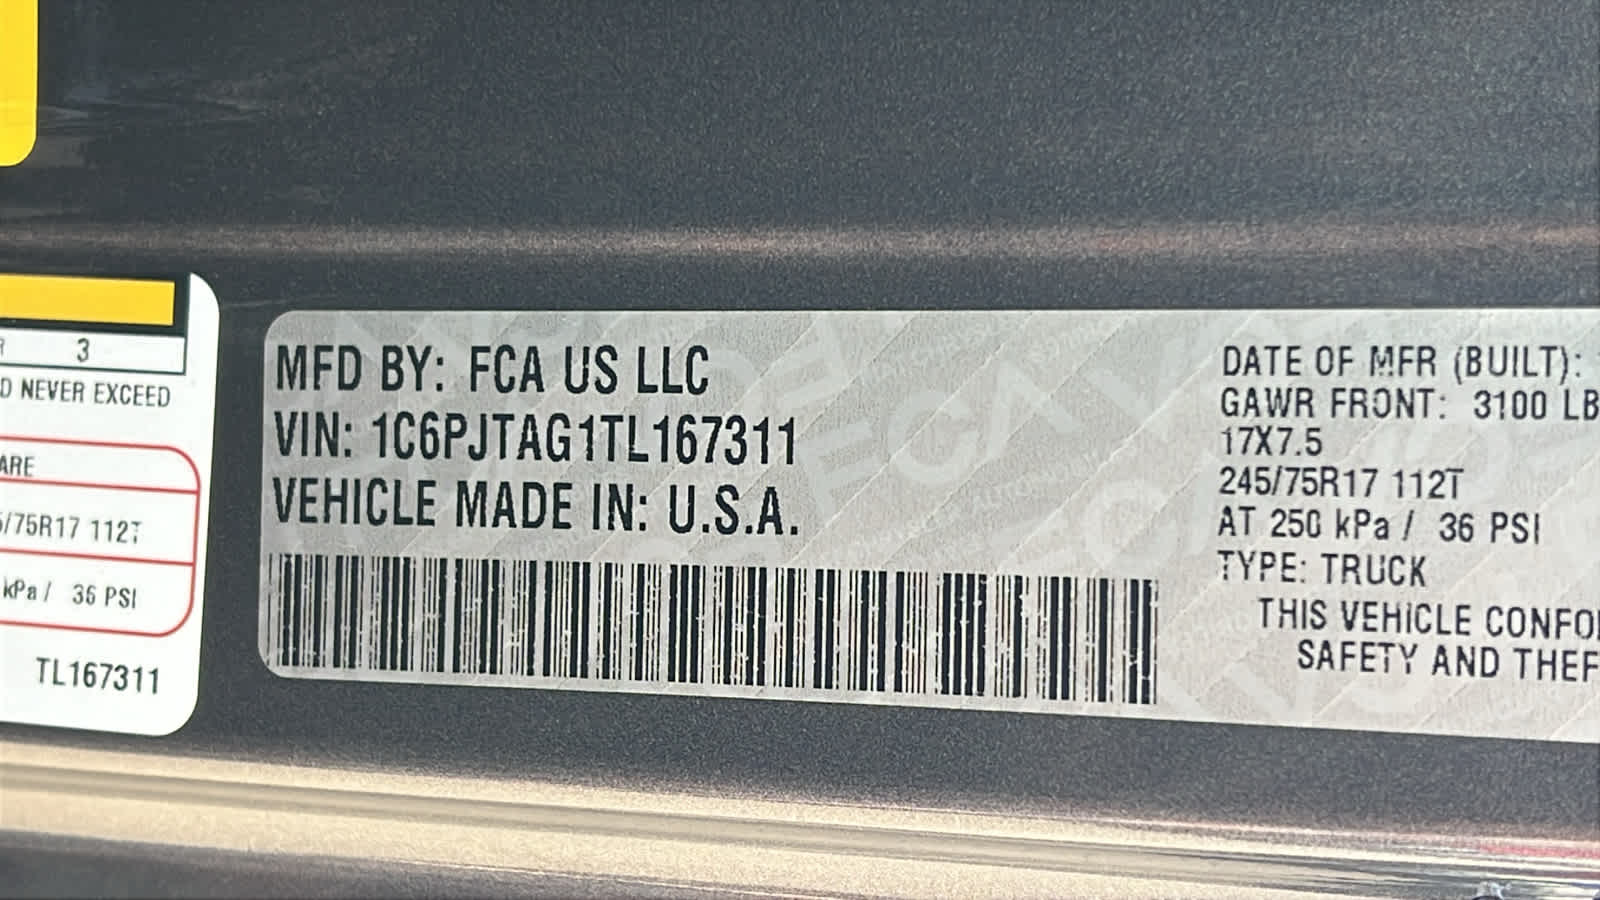 3
D NEVER EXCEED
ARE
/75R17 112T
kPa / 36 PSI
TL167311
MFD BY: FCA US LLC
VIN: 1C6PJTAG1TL167311
VEHICLE MADE IN: U.S.A.
DATE OF MFR (BUILT):
GAWR FRONT: 3100 LB
17X7.5
245/75R17 112T
AT 250 kPa / 36 PSI
TYPE: TRUCK
THIS VEHICLE CONFO
SAFETY AND THEF